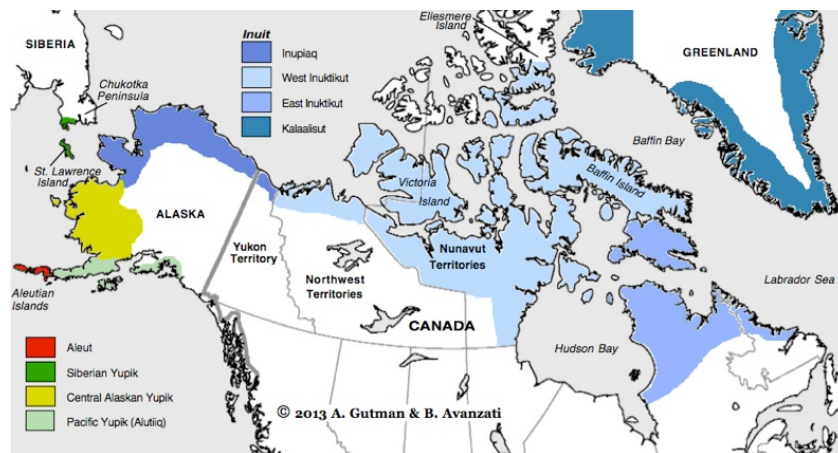 Ellesmere
Island
SIBERIA
Inuit
Inupiaq
West Inuktikut
East Inuktikut
Kalaalisut
GREENLAND
Chukotka
Peninsula
Baffin Bay
St. Lawrence
Island
Victoria
Island
Baffin Island
ALASKA
Yukon
Territory
Nunavut
Territories
Northwest
Territories
Labrador Sea
Aleutian
Islands
CANADA
Hudson Bay
Aleut
Siberian Yupik
Central Alaskan Yupik
Pacific Yupik (Alutiiq)
© 2013 A. Gutman & B. Avanzati